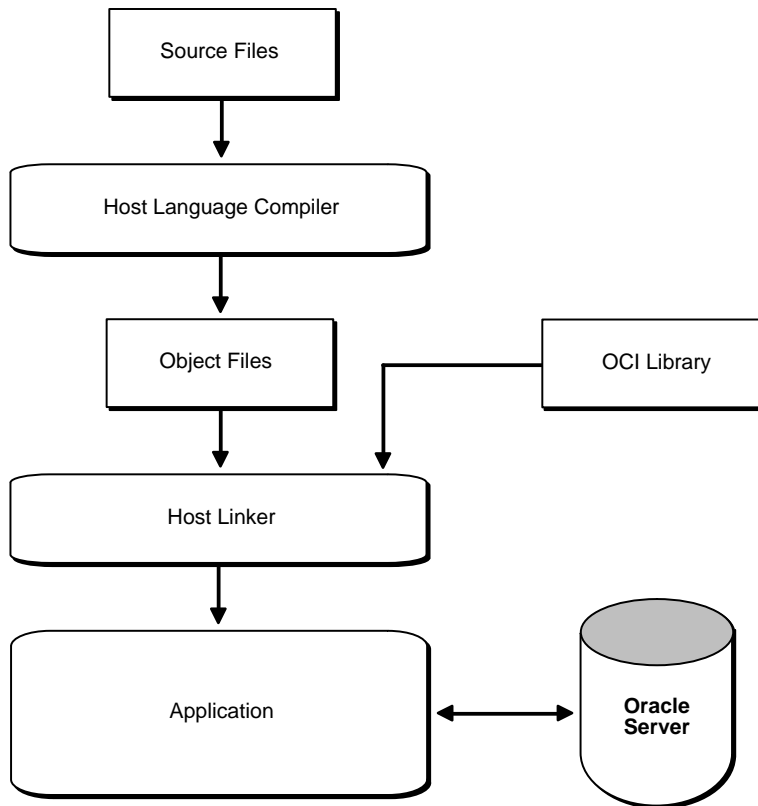 Source Files
Host Language Compiler
Object Files
OCI Library
Host Linker
Application
Oracle
Server